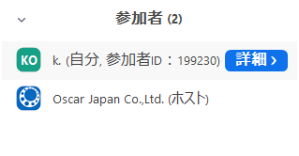 参加者 (2)
KO k. (自分, 参加者ID：199230) 詳細 ›
Oscar Japan Co.,Ltd. (ホスト)